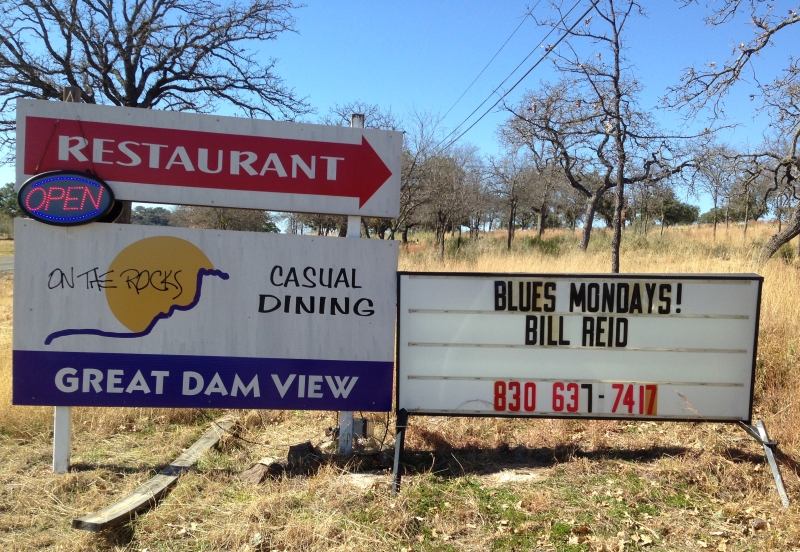 RESTAURANT
OPEN
ON THE ROCKS
CASUAL
DINING
GREAT DAM VIEW
BLUES MONDAYS!
BILL REID
830 637-7417